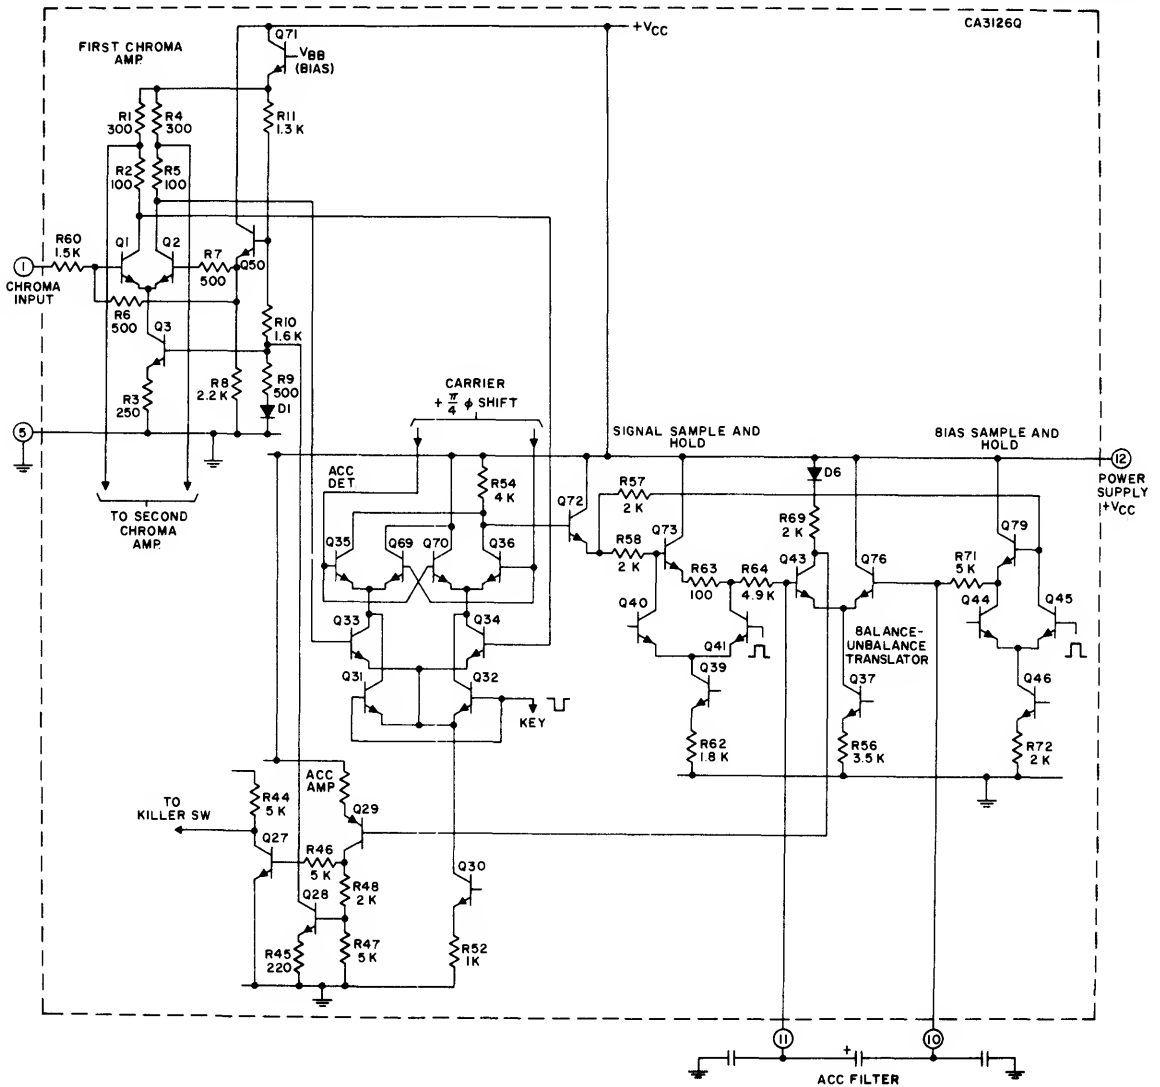 CA3126Q
+VCC
Q71
VBB
(BIAS)
FIRST CHROMA
AMP.
R1
300
R4
300
R11
1.3 K
R2
100
R5
100
R60
1.5K
Q1
Q2
R7
500
Q50
1
CHROMA
INPUT
R6
500
Q3
R10
1.6 K
R3
250
R8
2.2 K
R9
500
D1
5
TO SECOND
CHROMA
AMP.
CARRIER
+ π/4 φ SHIFT
SIGNAL SAMPLE AND
HOLD
BIAS SAMPLE AND
HOLD
12
POWER
SUPPLY
+VCC
ACC
DET.
R54
4 K
Q72
R57
2 K
D6
R69
2 K
Q35
Q69
Q70
Q36
R58
2 K
Q73
Q43
Q76
R71
5 K
Q79
R63
100
R64
4.9 K
Q33
Q34
Q40
Q41
Q44
Q45
BALANCE-
UNBALANCE
TRANSLATOR
Q31
Q32
KEY
Q39
Q37
Q46
R62
1.8 K
R56
3.5 K
R72
2 K
ACC
AMP
R44
5 K
Q29
TO
KILLER SW
Q27
R46
5 K
Q28
R48
2 K
Q30
R45
220
R47
5 K
R52
1K
11
10
+
ACC FILTER